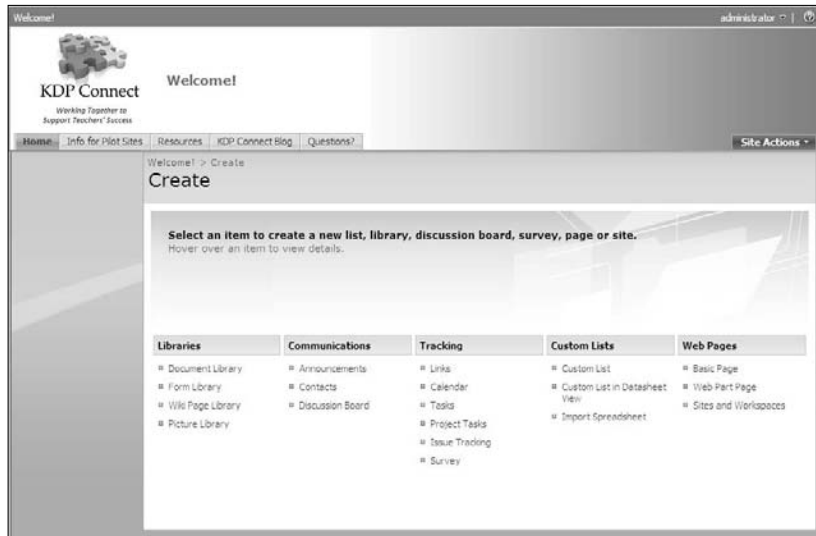 Welcome!
administrator
KDP Connect
Working Together to
Support Teachers' Success
Welcome!
Home
Info for Pilot Sites
Resources
KDP Connect Blog
Questions?
Site Actions
Welcome! > Create
Create
Select an item to create a new list, library, discussion board, survey, page or site.
Hover over an item to view details.
Libraries
Document Library
Form Library
Wiki Page Library
Picture Library
Communications
Announcements
Contacts
Discussion Board
Tracking
Links
Calendar
Tasks
Project Tasks
Issue Tracking
Survey
Custom Lists
Custom List
Custom List in Datasheet
View
Import Spreadsheet
Web Pages
Basic Page
Web Part Page
Sites and Workspaces